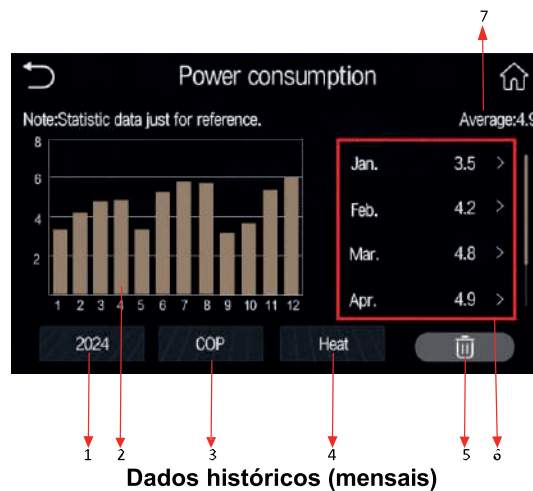 7
Power consumption
Note:Statistic data just for reference.
Average:4.9
8
6
4
2
1 2 3 4 5 6 7 8 9 10 11 12
Jan. 3.5 >
Feb. 4.2 >
Mar. 4.8 >
Apr. 4.9 >
2024 COP Heat
1 2 3 4 5 6
Dados históricos (mensais)